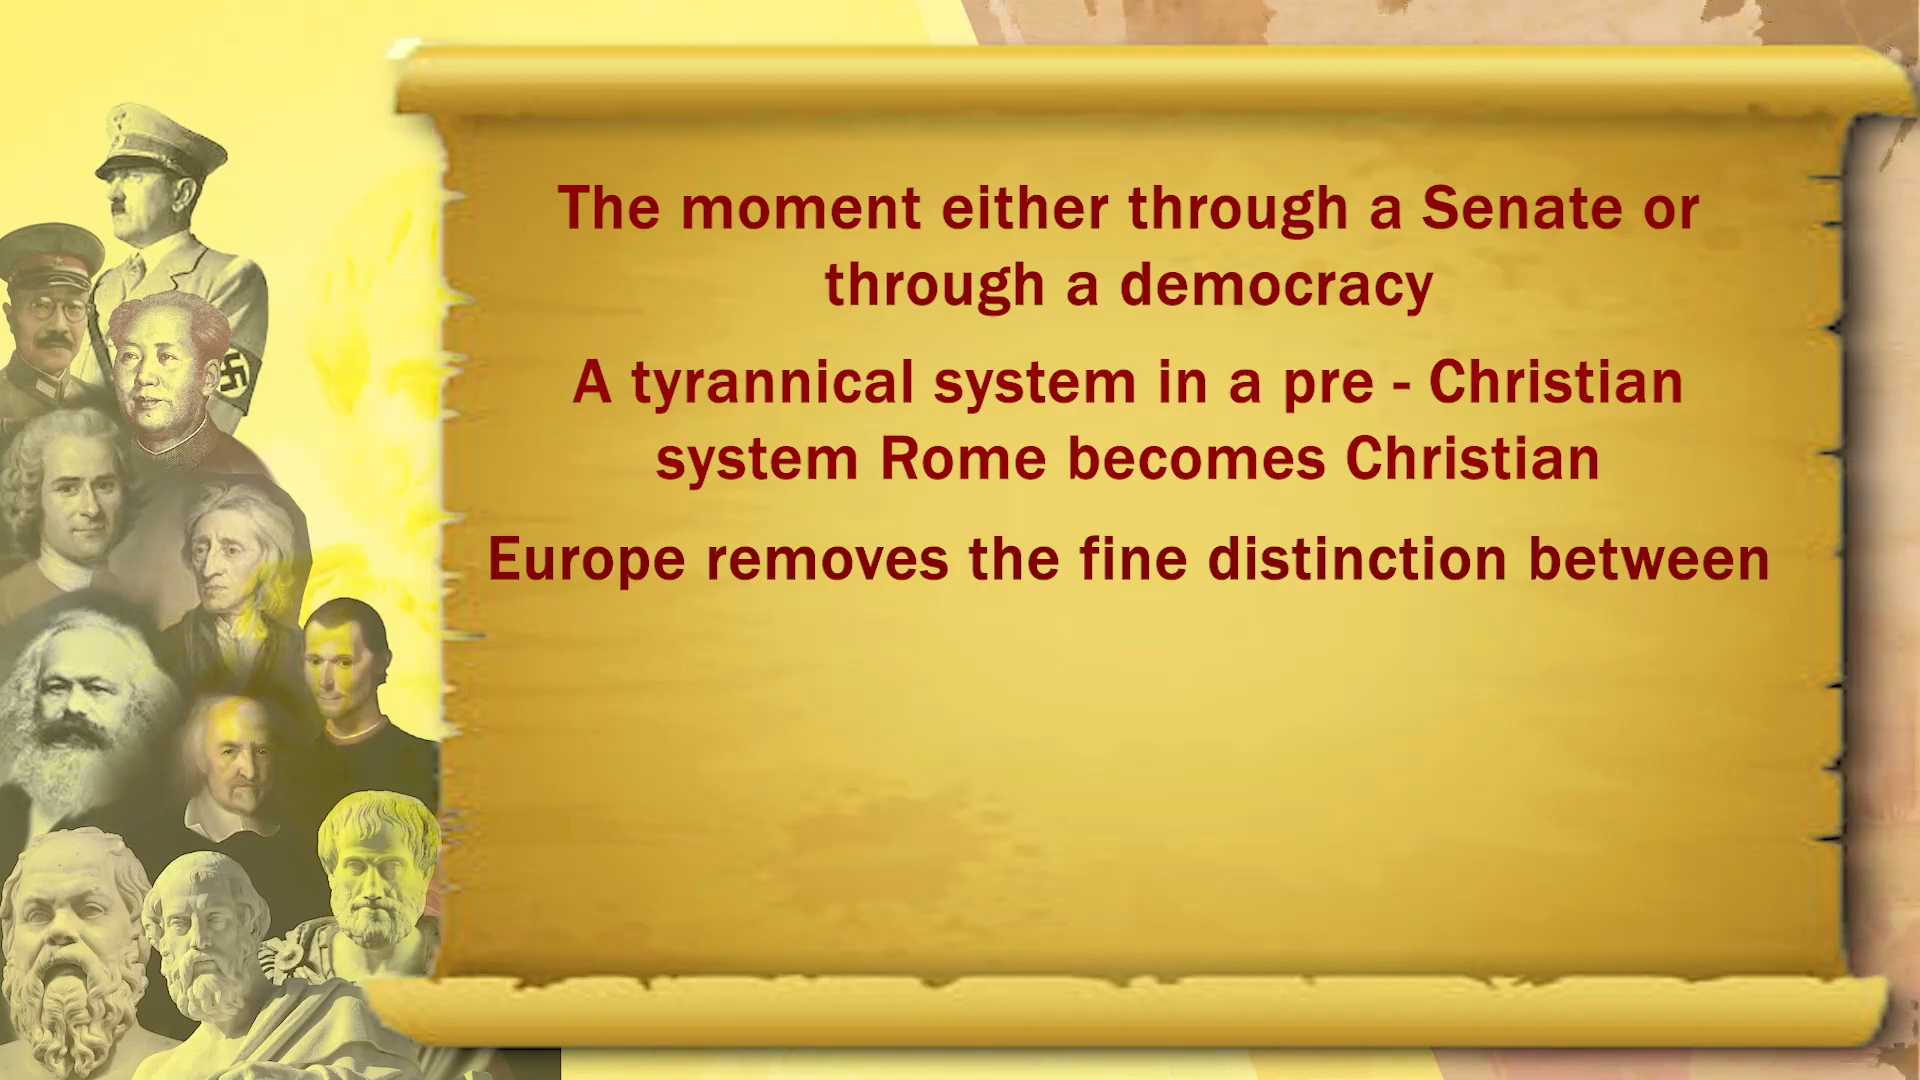 The moment either through a Senate or
through a democracy
A tyrannical system in a pre - Christian
system Rome becomes Christian
Europe removes the fine distinction between